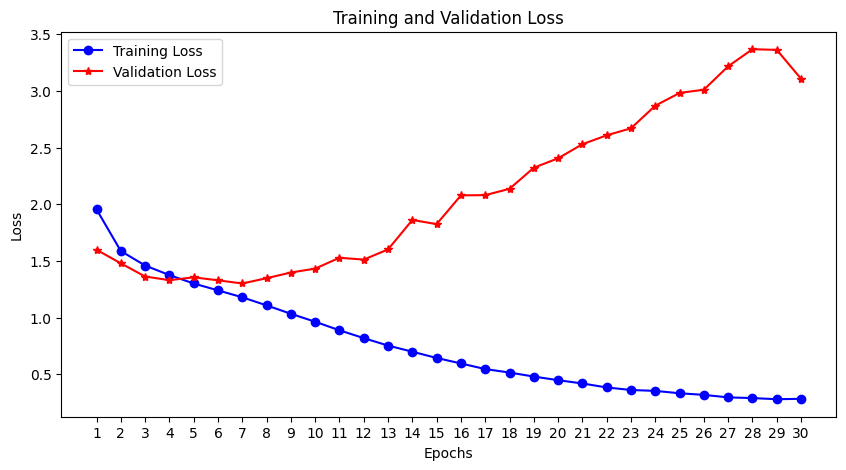 Training and Validation Loss
Training Loss
Validation Loss
3.5
3.0
2.5
2.0
1.5
1.0
0.5
Loss
1 2 3 4 5 6 7 8 9 10 11 12 13 14 15 16 17 18 19 20 21 22 23 24 25 26 27 28 29 30
Epochs